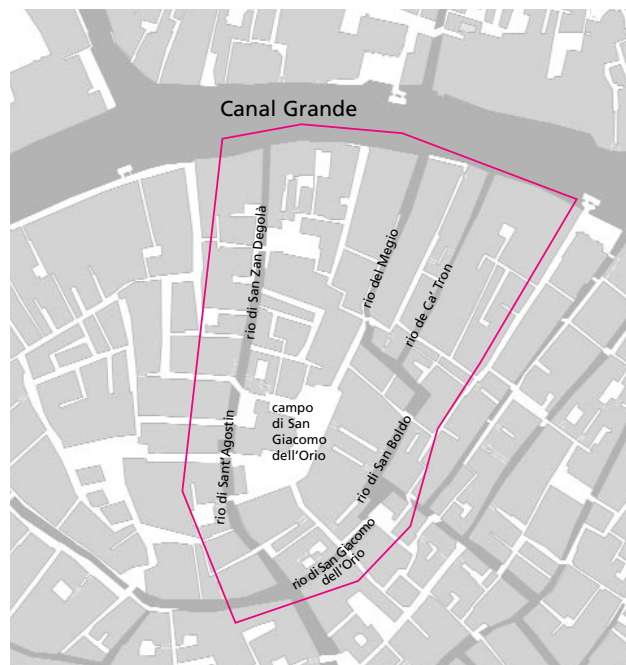 Canal Grande
rio di San Zan Degolà
rio del Megio
rio de Ca' Tron
campo
di San
Giacomo
dell'Orio
rio di Sant'Agostin
rio di San Boldo
rio di San Giacomo
dell'Orio